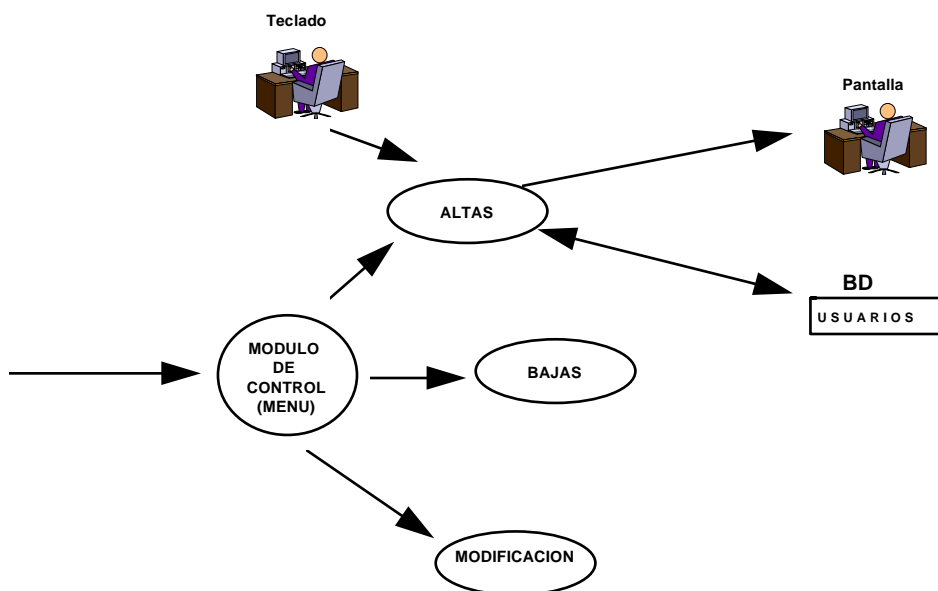 Teclado
Pantalla
ALTAS
BD
USUARIOS
MODULO
DE
CONTROL
(MENU)
BAJAS
MODIFICACION